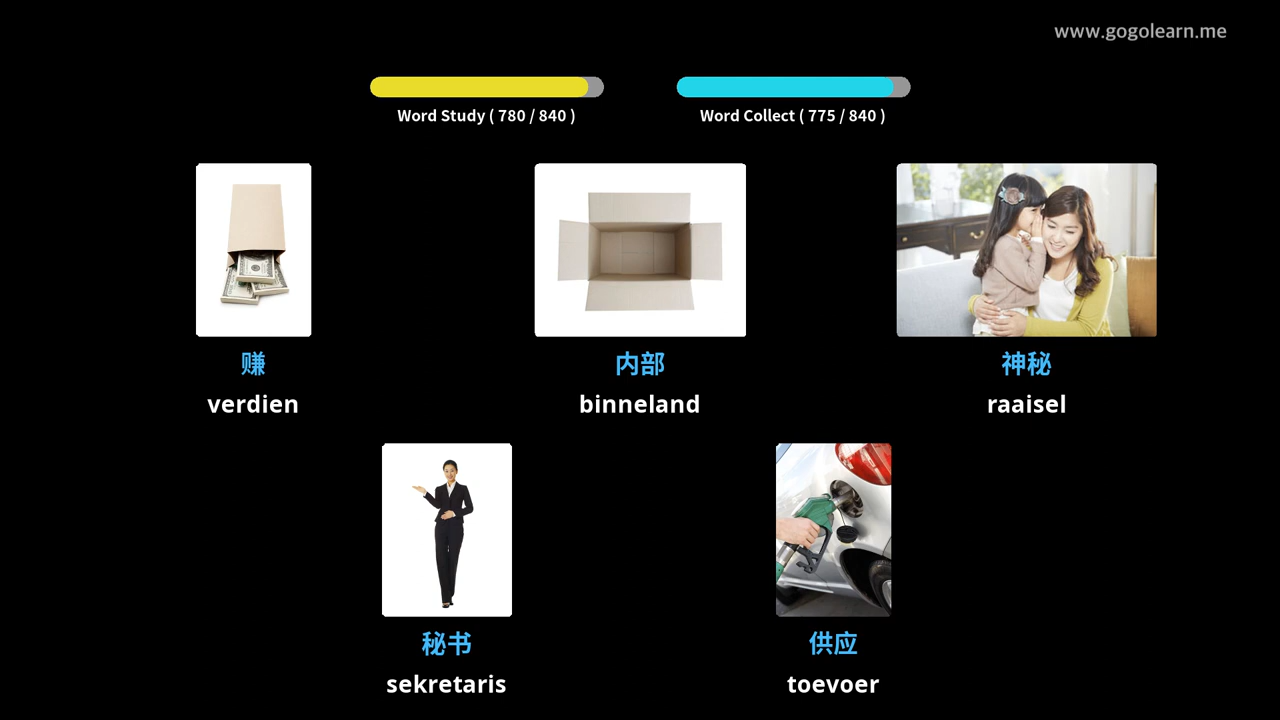 www.gogolearn.me
Word Study ( 780 / 840 )
Word Collect ( 775 / 840 )
赚
verdien
内部
binneland
神秘
raaisel
秘书
sekretaris
供应
toevoer